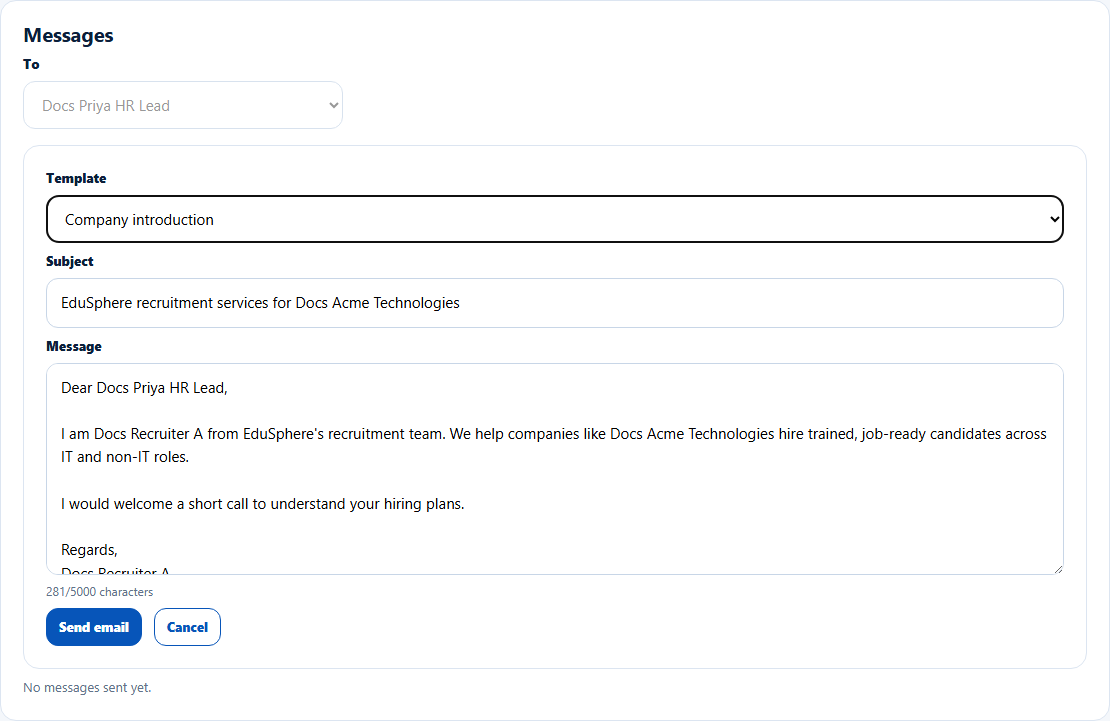 Messages
To
Docs Priya HR Lead
Template
Company introduction
Subject
EduSphere recruitment services for Docs Acme Technologies
Message
Dear Docs Priya HR Lead,
I am Docs Recruiter A from EduSphere's recruitment team. We help companies like Docs Acme Technologies hire trained, job-ready candidates across
IT and non-IT roles.
I would welcome a short call to understand your hiring plans.
Regards,
Docs Recruiter A
281/5000 characters
Send email
Cancel
No messages sent yet.